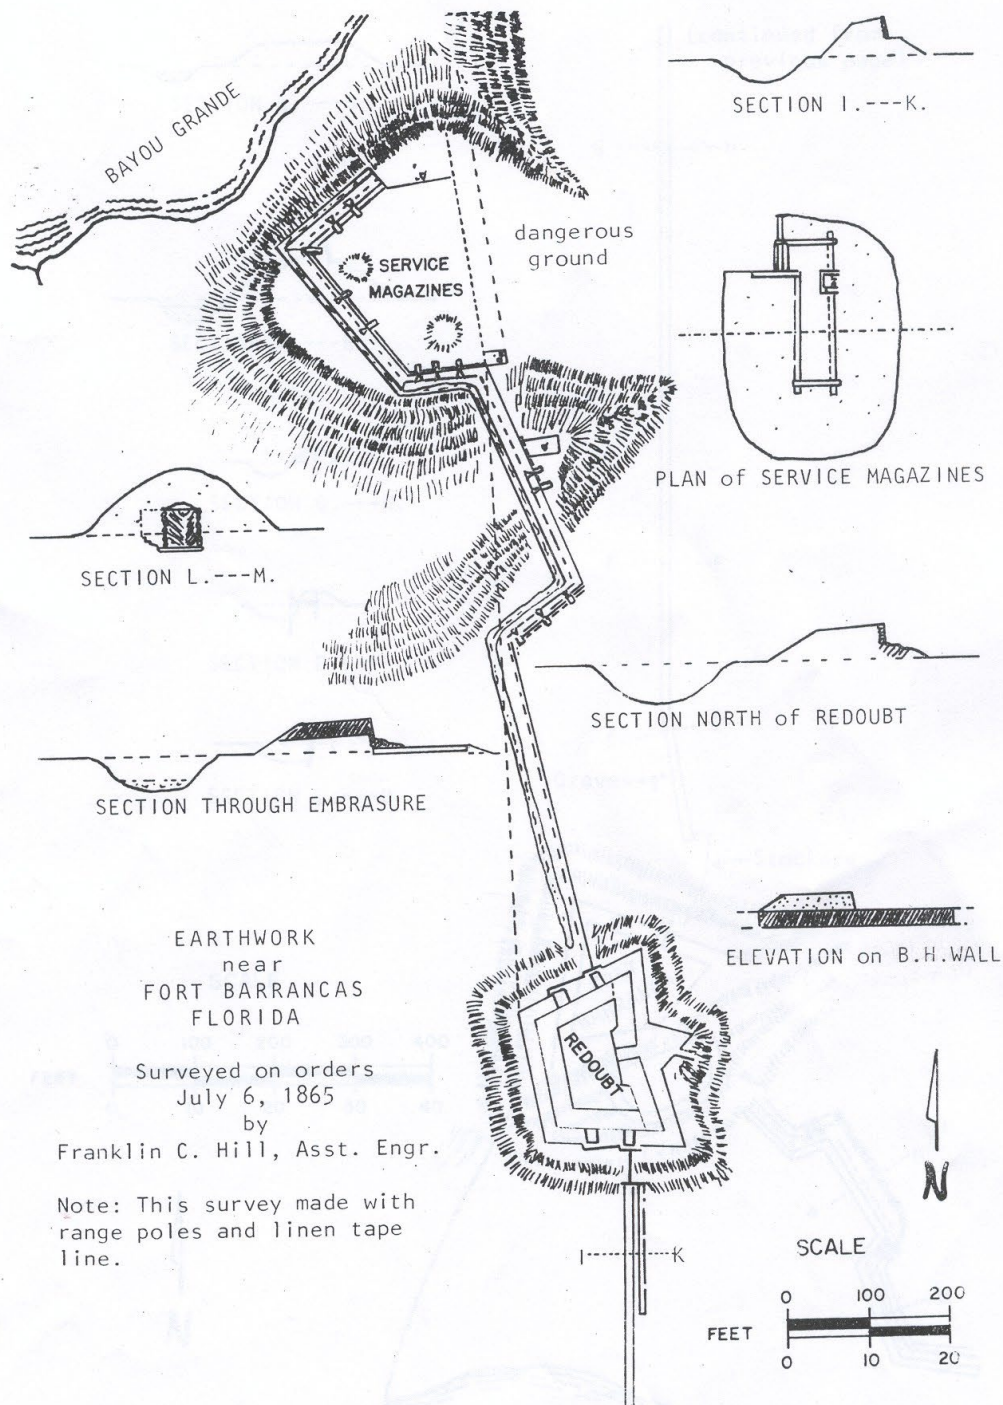 SECTION I.---K.
BAYOU GRANDE
dangerous
ground
SERVICE
MAGAZINES
PLAN of SERVICE MAGAZINES
SECTION L.---M.
SECTION NORTH of REDOUBT
SECTION THROUGH EMBRASURE
ELEVATION on B.H.WALL
EARTHWORK
near
FORT BARRANCAS
FLORIDA
Surveyed on orders
July 6, 1865
by
Franklin C. Hill, Asst. Engr.
Note: This survey made with
range poles and linen tape
line.
REDOUBT
I K
N
SCALE
0 100 200
FEET
0 10 20